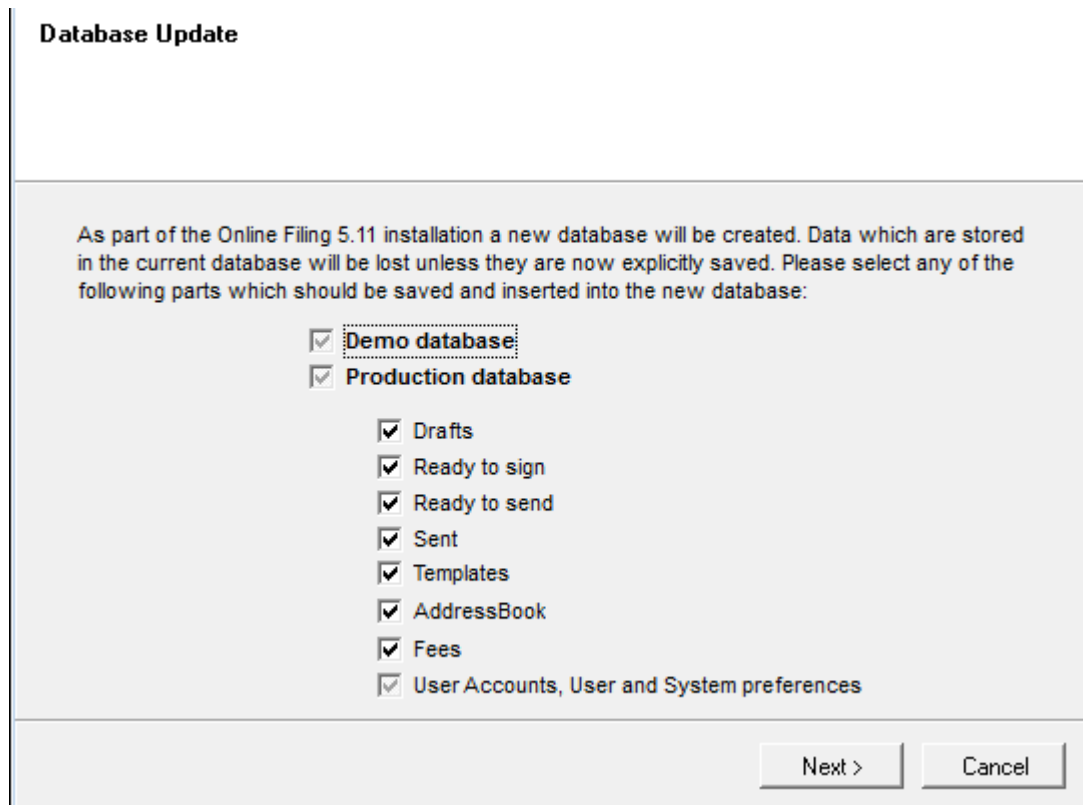 Database Update
As part of the Online Filing 5.11 installation a new database will be created. Data which are stored
in the current database will be lost unless they are now explicitly saved. Please select any of the
following parts which should be saved and inserted into the new database:
Demo database
Production database
Drafts
Ready to sign
Ready to send
Sent
Templates
AddressBook
Fees
User Accounts, User and System preferences
Next > Cancel